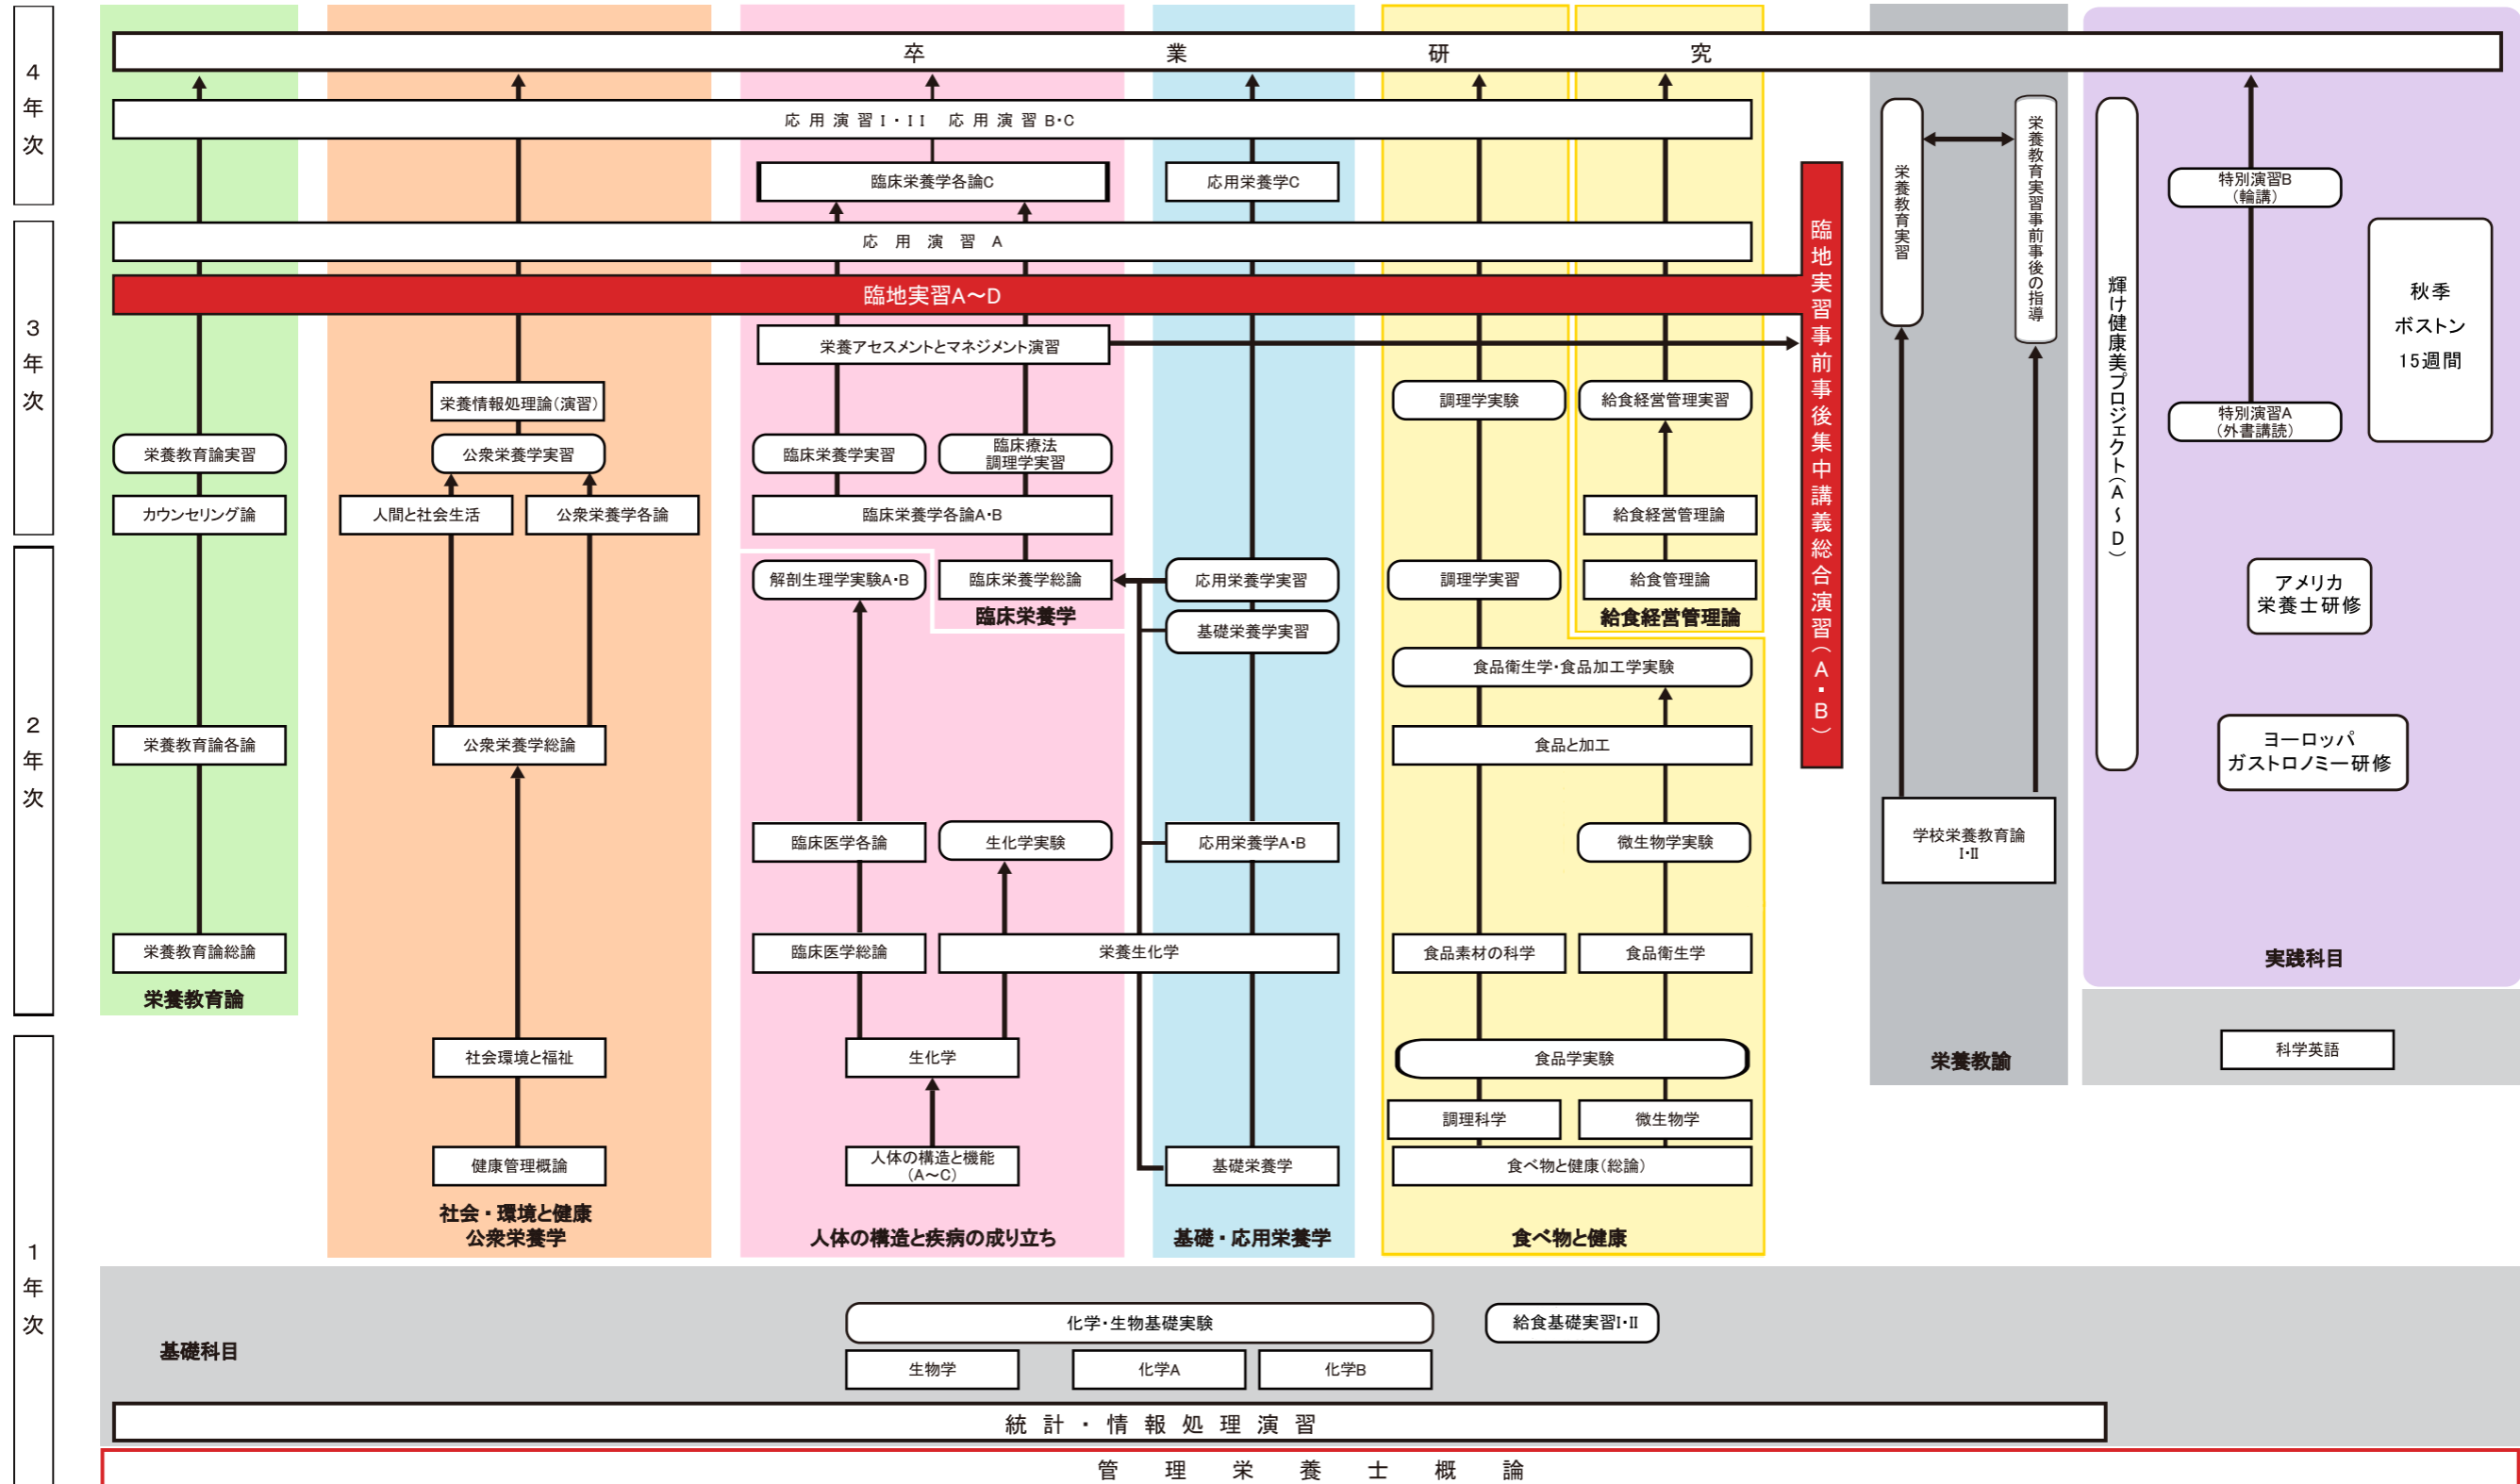 4年次
卒業研究
応用演習I・II　応用演習B・C
臨床栄養学各論C
応用栄養学C
栄養教育実習
栄養教育実習事前事後の指導
特別演習B
(輪講)
3年次
応用演習A
臨地実習A～D
臨地実習事前事後集中講義総合演習(A・B)
輝け健康美プロジェクト(A～D)
秋季
ボストン
15週間
栄養アセスメントとマネジメント演習
栄養情報処理論(演習)
調理学実験
給食経営管理実習
特別演習A
(外書講読)
栄養教育論実習
公衆栄養学実習
臨床栄養学実習
臨床療法
調理学実習
カウンセリング論
人間と社会生活
公衆栄養学各論
臨床栄養学各論A・B
給食経営管理論
2年次
解剖生理学実験A・B
臨床栄養学総論
臨床栄養学
応用栄養学実習
調理学実習
給食管理論
給食経営管理論
アメリカ
栄養士研修
基礎栄養学実習
食品衛生学・食品加工学実験
栄養教育論各論
公衆栄養学総論
食品と加工
ヨーロッパ
ガストロノミー研修
臨床医学各論
生化学実験
応用栄養学A・B
微生物学実験
学校栄養教育論
I・II
栄養教育論総論
臨床医学総論
栄養生化学
食品素材の科学
食品衛生学
実践科目
栄養教育論
1年次
社会環境と福祉
生化学
食品学実験
栄養教諭
科学英語
調理科学
微生物学
健康管理概論
人体の構造と機能
(A～C)
基礎栄養学
食べ物と健康(総論)
社会・環境と健康
公衆栄養学
人体の構造と疾病の成り立ち
基礎・応用栄養学
食べ物と健康
基礎科目
化学・生物基礎実験
給食基礎実習I・II
生物学
化学A
化学B
統計・情報処理演習
管理栄養士概論